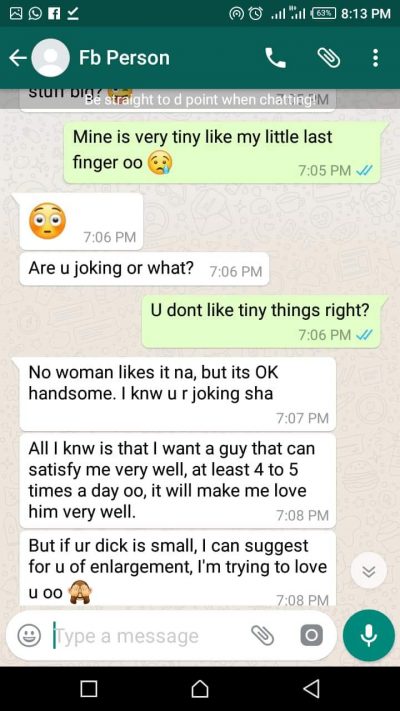 63% 8:13 PM
Fb Person
stuff big?
Be straight to d point when chatting!
PM
Mine is very tiny like my little last
finger oo
7:05 PM
7:06 PM
Are u joking or what? 7:06 PM
U dont like tiny things right?
7:06 PM
No woman likes it na, but its OK
handsome. I knw u r joking sha
7:07 PM
All I knw is that I want a guy that can
satisfy me very well, at least 4 to 5
times a day oo, it will make me love
him very well.
7:08 PM
But if ur dick is small, I can suggest
for u of enlargement, I'm trying to love
u oo
7:08 PM
Type a message